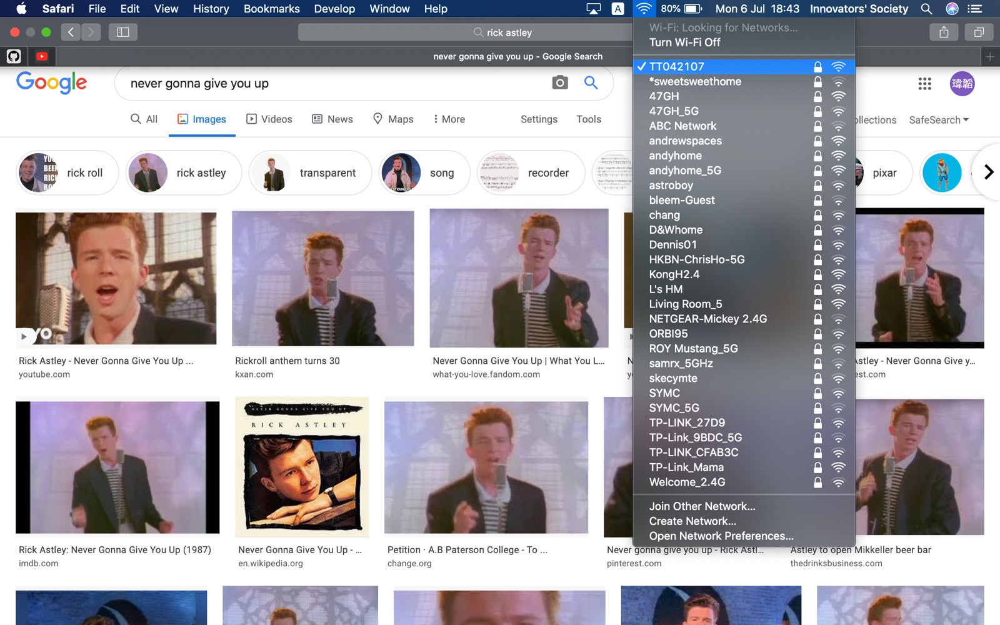 Safari File Edit View History Bookmarks Develop Window Help A 80% Mon 6 Jul 18:43 Innovators' Society
rick astley
never gonna give you up - Google Search
Wi-Fi: Looking for Networks...
Turn Wi-Fi Off
TT042107
*sweetsweethome
47GH
47GH_5G
ABC Network
andrewspaces
andyhome
andyhome_5G
astroboy
bleem-Guest
chang
D&Whome
Dennis01
HKBN-ChrisHo-5G
KongH2.4
L's HM
Living Room_5
NETGEAR-Mickey 2.4G
ORBI95
ROY Mustang_5G
samrx_5GHz
skecymte
SYMC
SYMC_5G
TP-LINK_27D9
TP-Link_9BDC_5G
TP-LINK_CFAB3C
TP-Link_Mama
Welcome_2.4G
Join Other Network...
Create Network...
Open Network Preferences...
Google never gonna give you up 瑋韜
All Images Videos News Maps More Settings Tools ollections SafeSearch
rick roll rick astley transparent song recorder pixar
Rick Astley - Never Gonna Give You Up ...
youtube.com
Rickroll anthem turns 30
kxan.com
Never Gonna Give You Up | What You L...
what-you-love.fandom.com
Astley - Never Gonna Give y...
est.com
NEVER GONNA GIVE YOU UP
RICK ASTLEY
Rick Astley: Never Gonna Give You Up (1987)
imdb.com
Never Gonna Give You Up - ...
en.wikipedia.org
Petition · A.B Paterson College - To ...
change.org
Never gonna give you up - Rick Astl...
pinterest.com
Astley to open Mikkeller beer bar
thedrinksbusiness.com